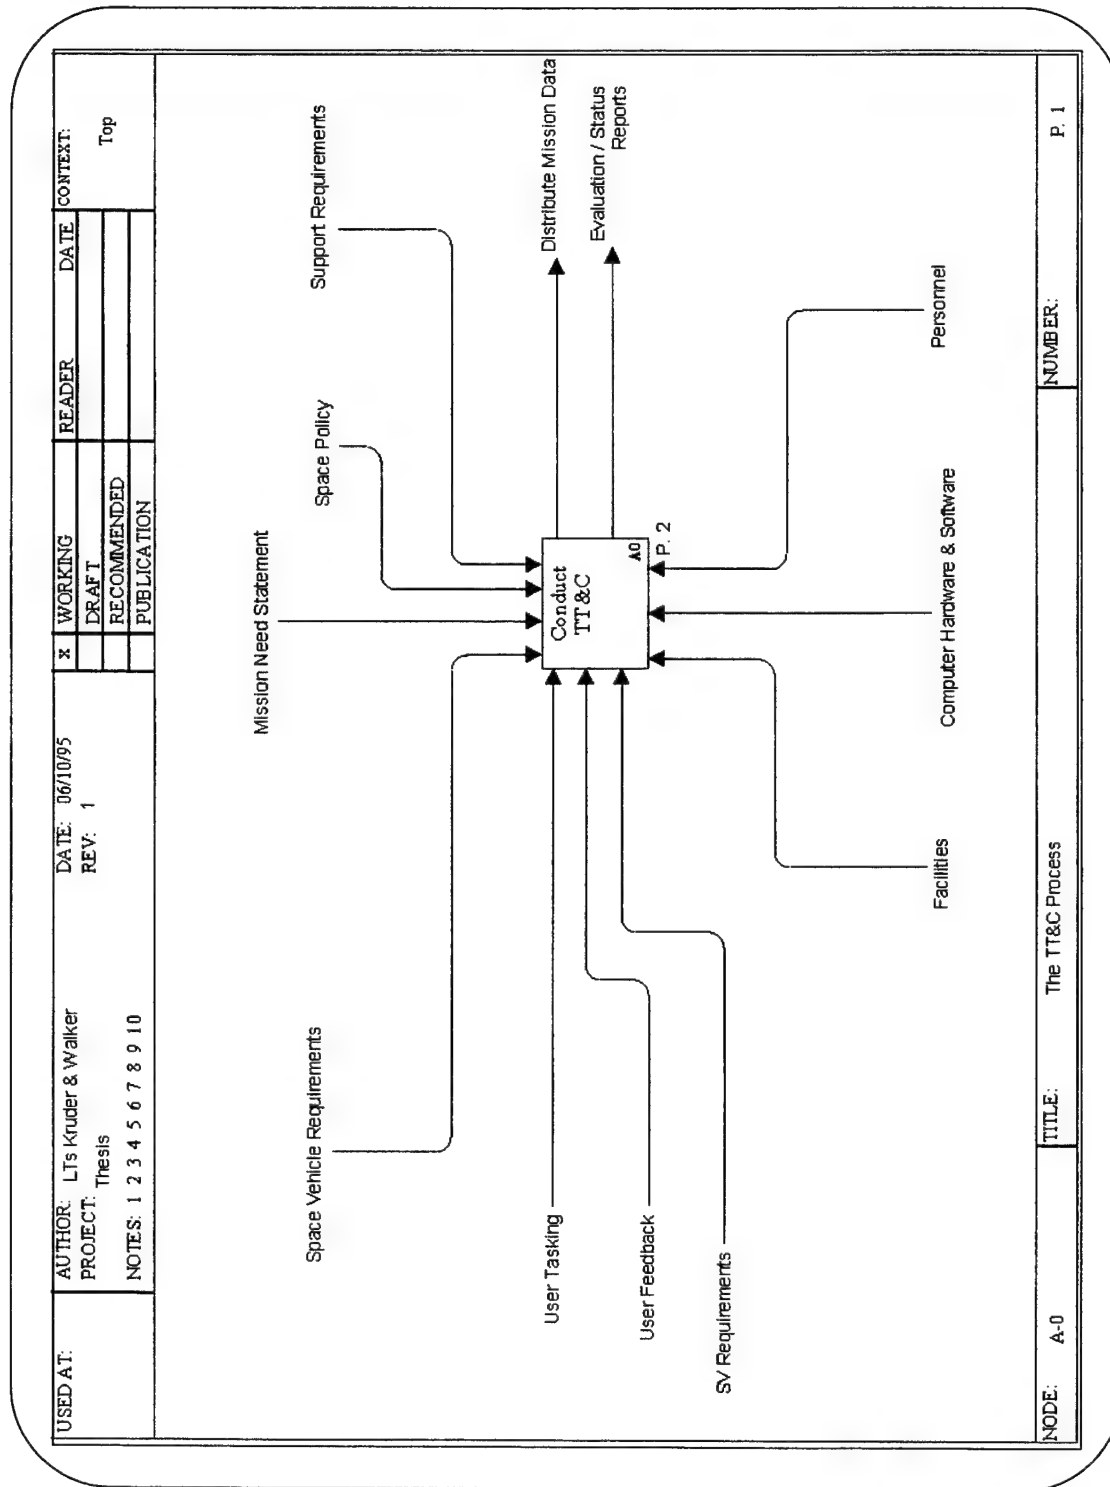 USED AT:
AUTHOR: LTs Kruder & Walker
PROJECT: Thesis
NOTES: 1 2 3 4 5 6 7 8 9 10
DATE: 06/10/95
REV: 1
x WORKING
DRAFT
RECOMMENDED
PUBLICATION
READER DATE
CONTEXT:
Top
Space Vehicle Requirements
Mission Need Statement
Space Policy
Support Requirements
User Tasking
User Feedback
SV Requirements
Conduct
TT&C
A0
P. 2
Distribute Mission Data
Evaluation / Status
Reports
Facilities
Computer Hardware & Software
Personnel
NODE: A-0
TITLE: The TT&C Process
NUMBER: P. 1